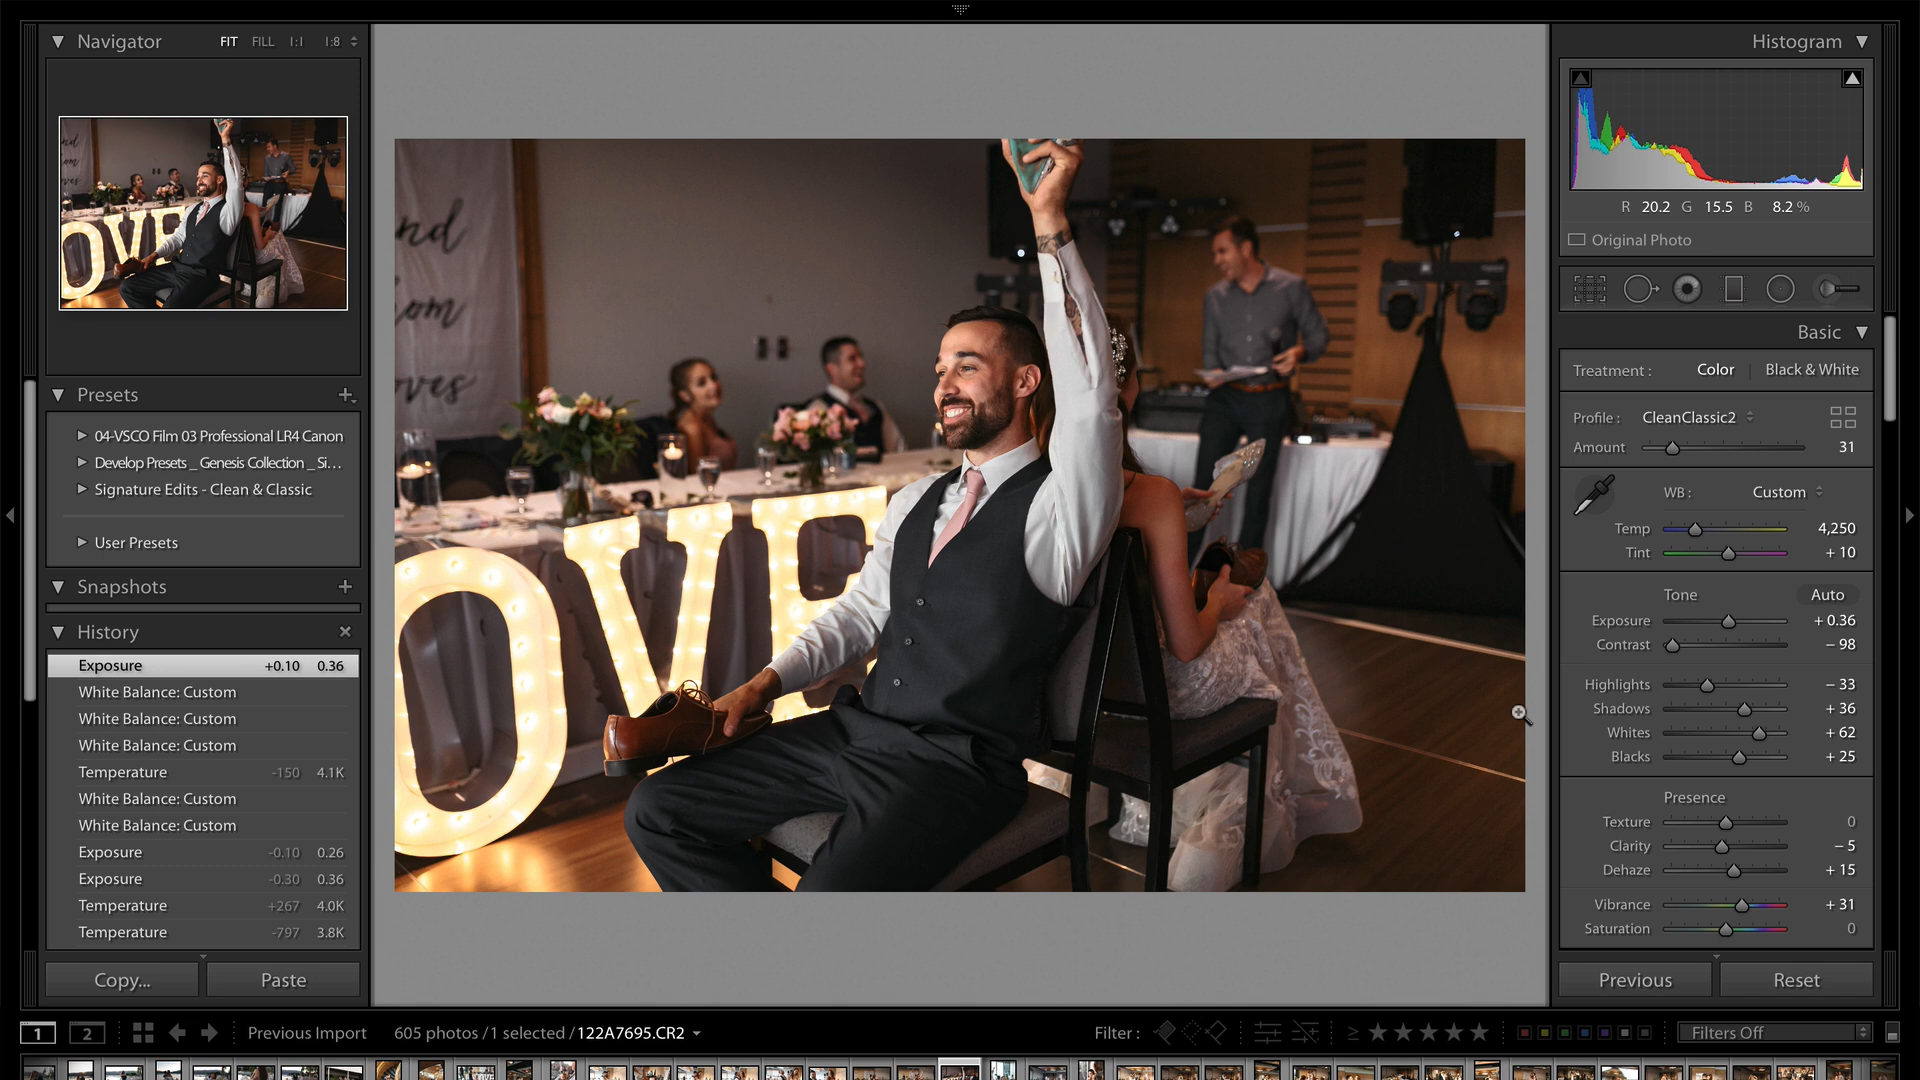 Navigator FIT FILL 1:1 1:8
Presets
04-VSCO Film 03 Professional LR4 Canon
Develop Presets _ Genesis Collection _ Si...
Signature Edits - Clean & Classic
User Presets
Snapshots
History
Exposure +0.10 0.36
White Balance: Custom
White Balance: Custom
White Balance: Custom
Temperature -150 4.1K
White Balance: Custom
White Balance: Custom
Exposure -0.10 0.26
Exposure -0.30 0.36
Temperature +267 4.0K
Temperature -797 3.8K
Copy... Paste
nd
om
oves
OVE
Histogram
R 20.2 G 15.5 B 8.2 %
Original Photo
Basic
Treatment : Color Black & White
Profile : CleanClassic2
Amount 31
WB : Custom
Temp 4,250
Tint + 10
Tone Auto
Exposure + 0.36
Contrast – 98
Highlights – 33
Shadows + 36
Whites + 62
Blacks + 25
Presence
Texture 0
Clarity – 5
Dehaze + 15
Vibrance + 31
Saturation 0
Previous Reset
1 2 Previous Import 605 photos / 1 selected / 122A7695.CR2 Filter : ≥ Filters Off